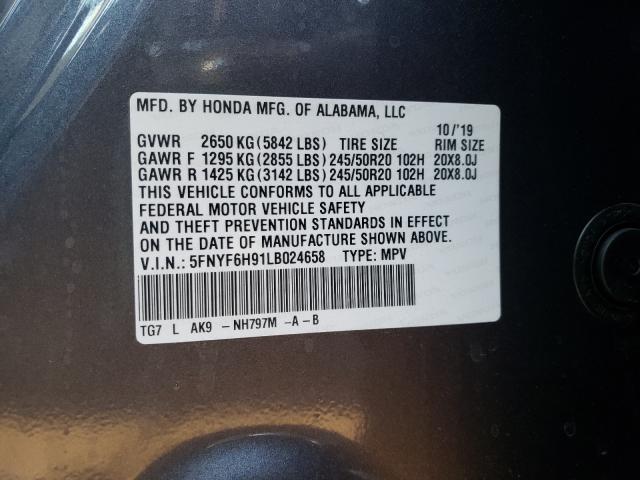 MFD. BY HONDA MFG. OF ALABAMA, LLC
10/'19
GVWR 2650 KG(5842 LBS) TIRE SIZE RIM SIZE
GAWR F 1295 KG(2855 LBS)245/50R20 102H 20X8.0J
GAWR R 1425 KG(3142 LBS)245/50R20 102H 20X8.0J
THIS VEHICLE CONFORMS TO ALL APPLICABLE
FEDERAL MOTOR VEHICLE SAFETY
AND THEFT PREVENTION STANDARDS IN EFFECT
ON THE DATE OF MANUFACTURE SHOWN ABOVE.
V.I.N.: 5FNYF6H91LB024658 TYPE: MPV
TG7 L AK9 -NH797M -A-B